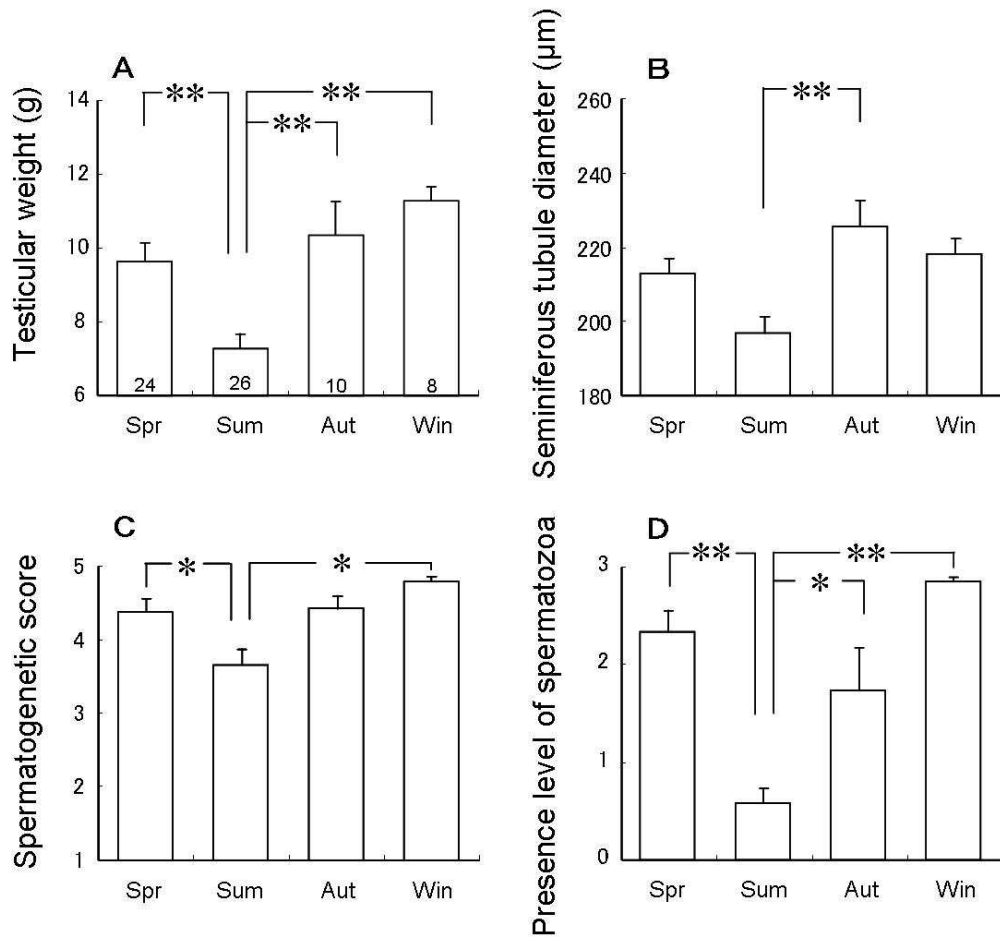 A
Testicular weight (g)
14
12
10
8
6
**
**
**
24
26
10
8
Spr
Sum
Aut
Win
B
Seminiferous tubule diameter (µm)
260
240
220
200
180
**
Spr
Sum
Aut
Win
C
Spermatogenetic score
5
4
3
2
1
*
*
Spr
Sum
Aut
Win
D
Presence level of spermatozoa
3
2
1
0
**
**
*
Spr
Sum
Aut
Win